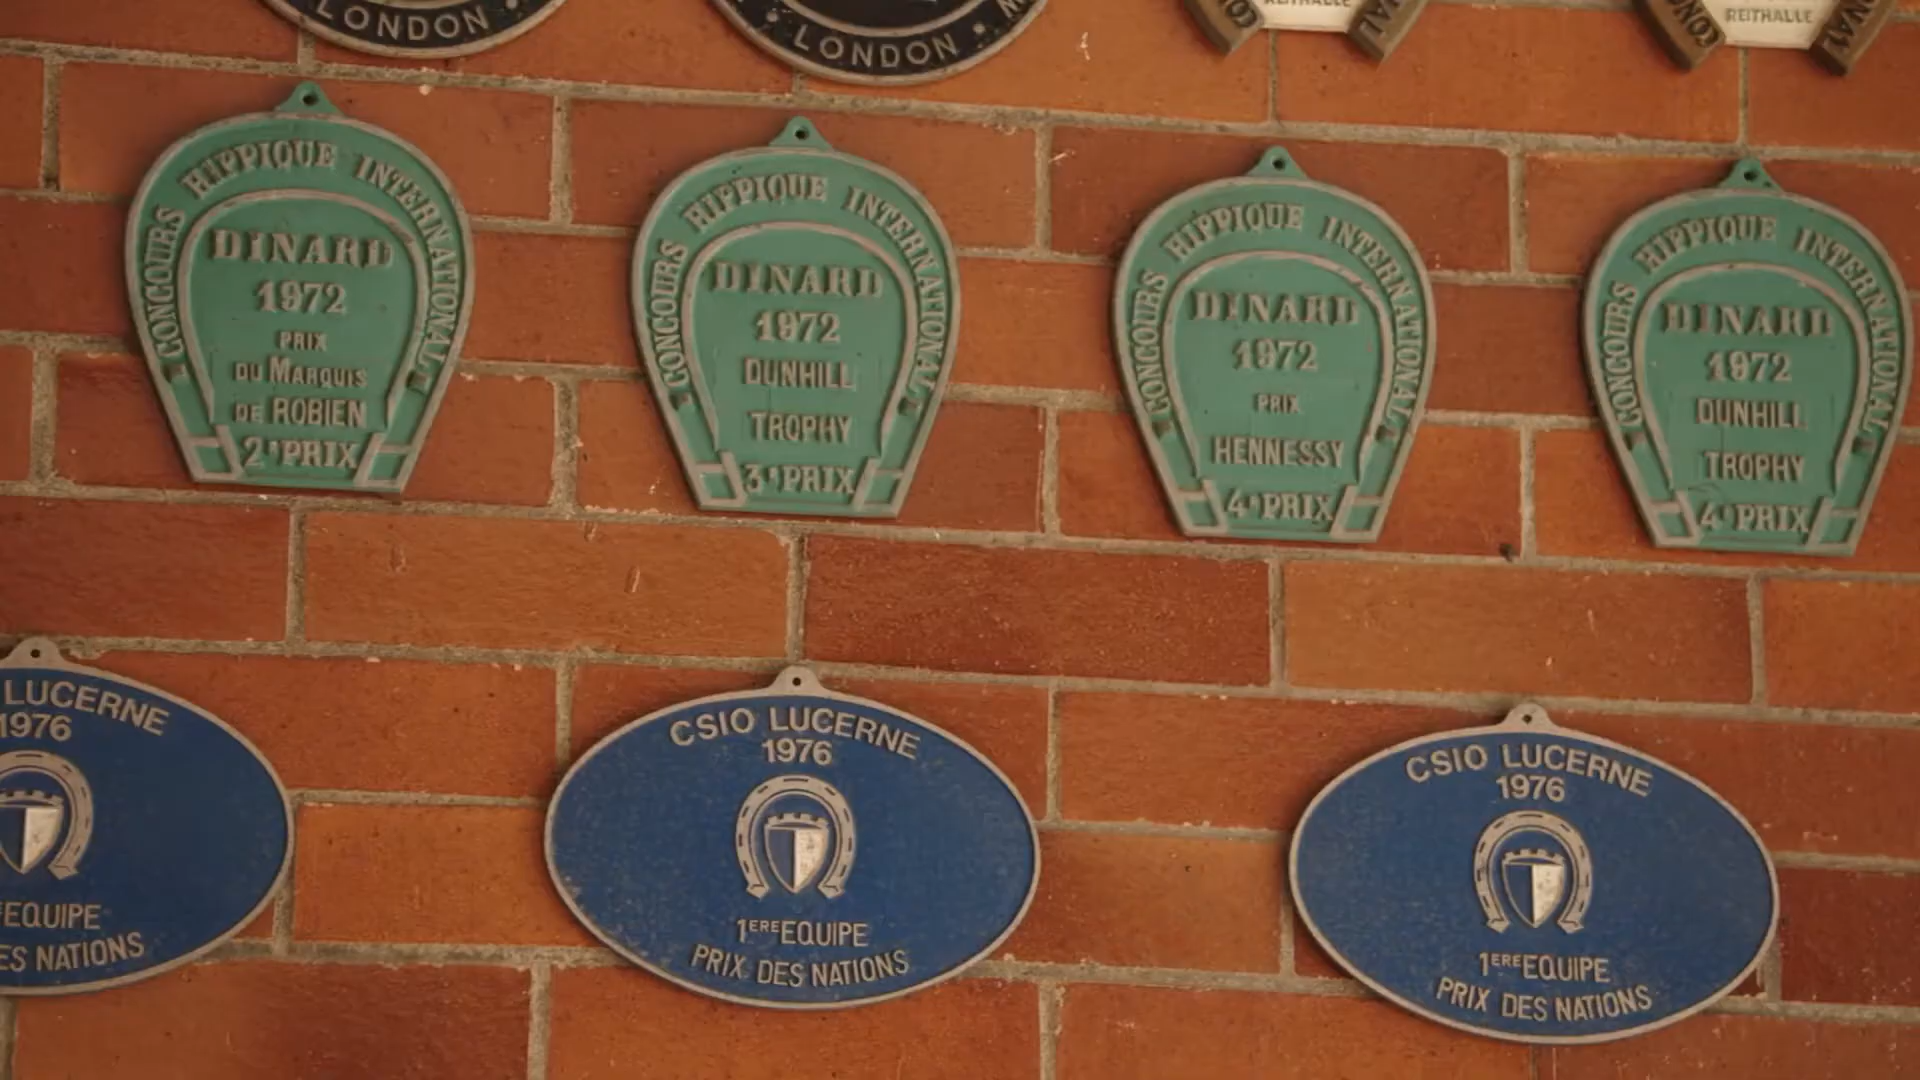 LONDON
LONDON
REITHALLE
REITHALLE
CONCOURS HIPPIQUE INTERNATIONAL
DINARD
1972
PRIX
DU MARQUIS
DE ROBIEN
2e PRIX
CONCOURS HIPPIQUE INTERNATIONAL
DINARD
1972
DUNHILL
TROPHY
3e PRIX
CONCOURS HIPPIQUE INTERNATIONAL
DINARD
1972
PRIX
HENNESSY
4e PRIX
CONCOURS HIPPIQUE INTERNATIONAL
DINARD
1972
DUNHILL
TROPHY
4e PRIX
LUCERNE
1976
EQUIPE
ES NATIONS
CSIO LUCERNE
1976
1ERE EQUIPE
PRIX DES NATIONS
CSIO LUCERNE
1976
1ERE EQUIPE
PRIX DES NATIONS